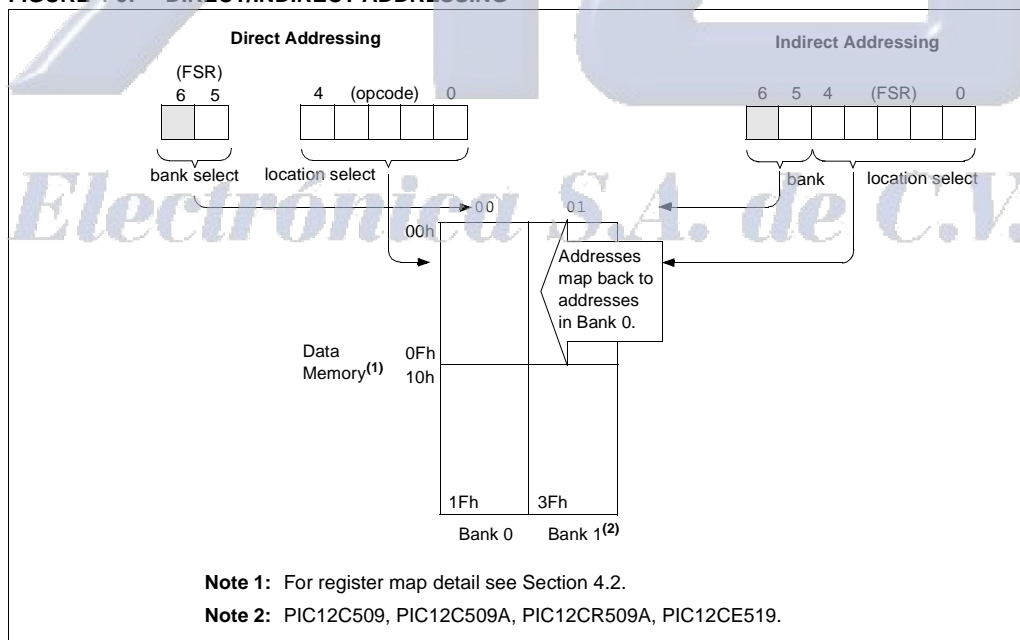 FIGURE 4-9: DIRECT/INDIRECT ADDRESSING
Direct Addressing
Indirect Addressing
(FSR)
6 5
4 (opcode) 0
6 5 4 (FSR) 0
bank select
location select
bank
location select
Electrónica S.A. de C.V.
00
01
00h
Addresses
map back to
addresses
in Bank 0.
Data
Memory(1)
0Fh
10h
1Fh
3Fh
Bank 0
Bank 1(2)
Note 1: For register map detail see Section 4.2.
Note 2: PIC12C509, PIC12C509A, PIC12CR509A, PIC12CE519.